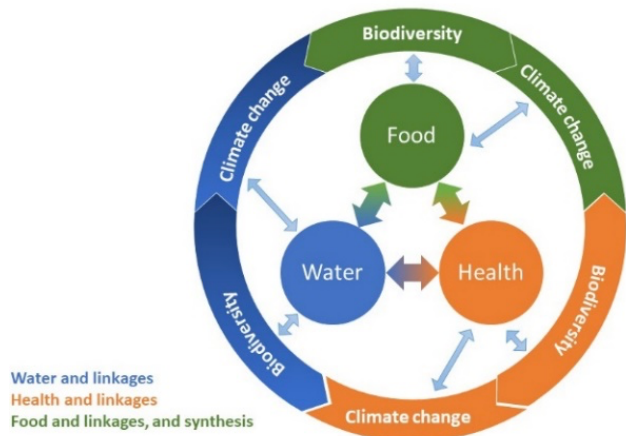 Biodiversity
Climate change
Climate change
Food
Water
Health
Biodiversity
Biodiversity
Climate change
Water and linkages
Health and linkages
Food and linkages, and synthesis